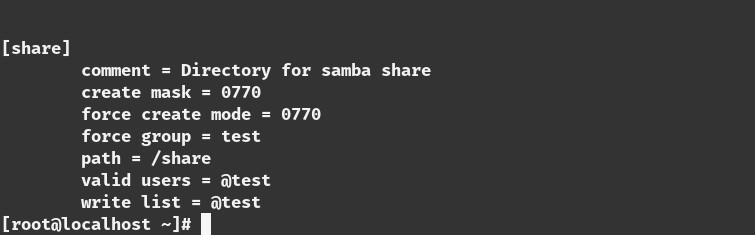 [share]
        comment = Directory for samba share
        create mask = 0770
        force create mode = 0770
        force group = test
        path = /share
        valid users = @test
        write list = @test
[root@localhost ~]#